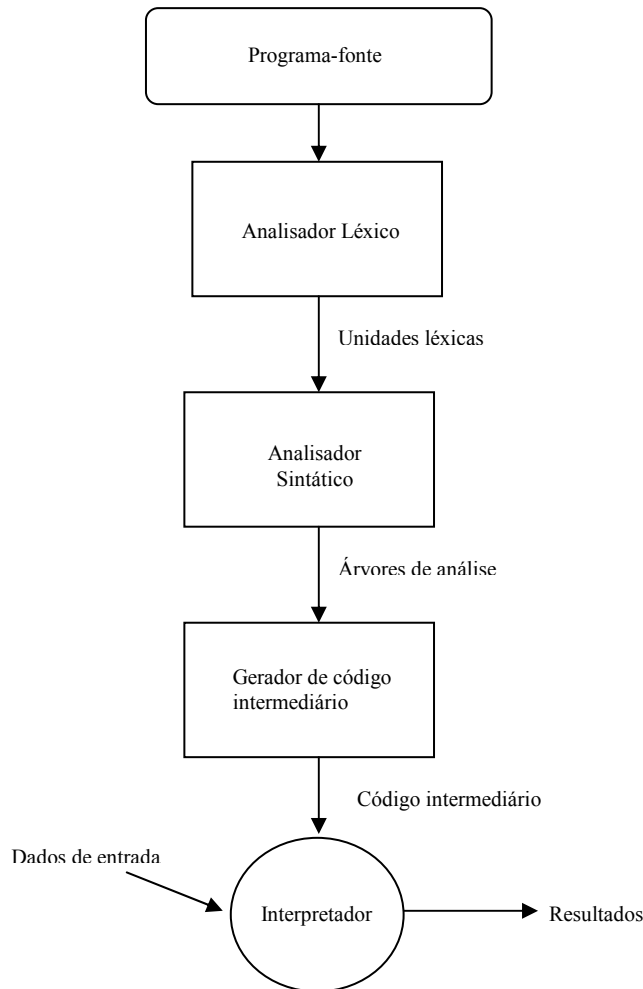 Programa-fonte
Analisador Léxico
Unidades léxicas
Analisador
Sintático
Árvores de análise
Gerador de código
intermediário
Código intermediário
Dados de entrada
Interpretador
Resultados